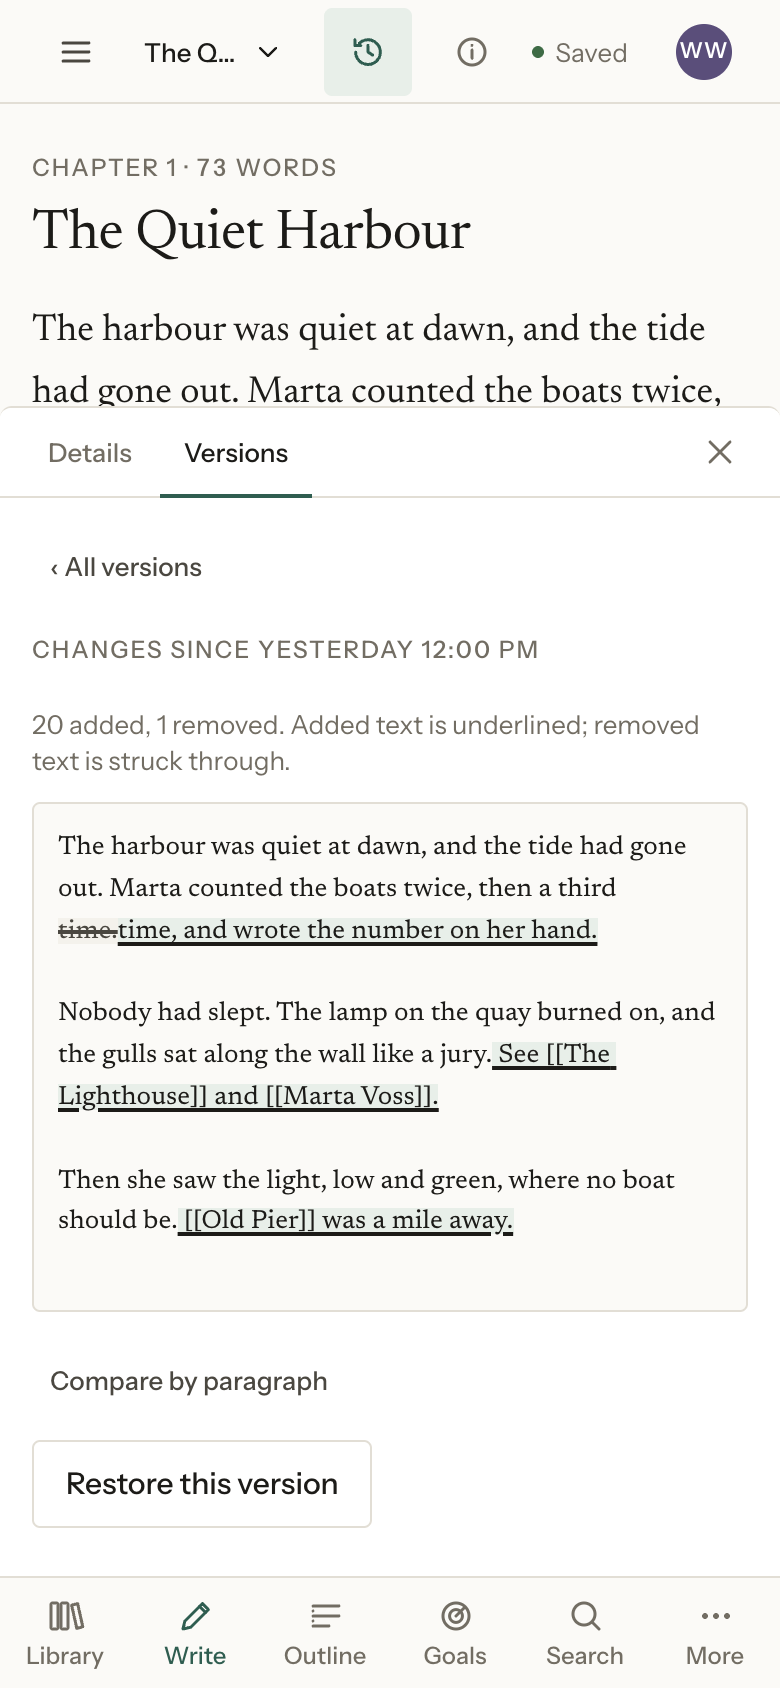 The Q...
Saved
WW
CHAPTER 1 · 73 WORDS
The Quiet Harbour
The harbour was quiet at dawn, and the tide
had gone out. Marta counted the boats twice,
Details
Versions
‹ All versions
CHANGES SINCE YESTERDAY 12:00 PM
20 added, 1 removed. Added text is underlined; removed
text is struck through.
The harbour was quiet at dawn, and the tide had gone
out. Marta counted the boats twice, then a third
time.time, and wrote the number on her hand.
Nobody had slept. The lamp on the quay burned on, and
the gulls sat along the wall like a jury. See [[The
Lighthouse]] and [[Marta Voss]].
Then she saw the light, low and green, where no boat
should be. [[Old Pier]] was a mile away.
Compare by paragraph
Restore this version
Library
Write
Outline
Goals
Search
More